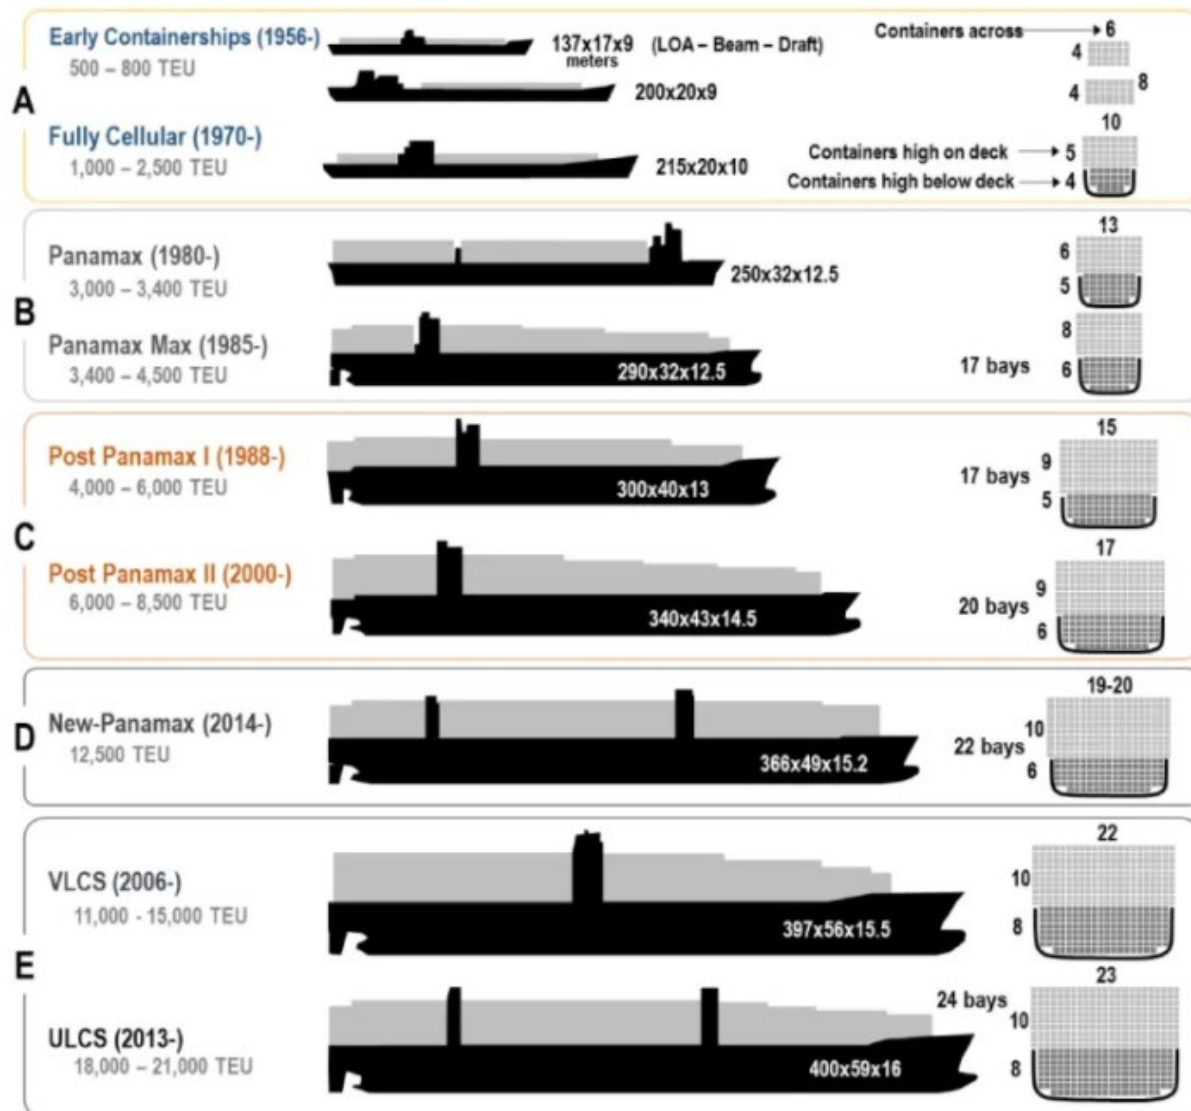 A
Early Containerships (1956-)
500 – 800 TEU
137x17x9 (LOA – Beam – Draft)
meters
Containers across 6
4
200x20x9
4 8
Fully Cellular (1970-)
1,000 – 2,500 TEU
215x20x10
10
Containers high on deck 5
Containers high below deck 4
B
Panamax (1980-)
3,000 – 3,400 TEU
250x32x12.5
13
6
5
Panamax Max (1985-)
3,400 – 4,500 TEU
290x32x12.5
17 bays
8
6
C
Post Panamax I (1988-)
4,000 – 6,000 TEU
300x40x13
17 bays
15
9
5
Post Panamax II (2000-)
6,000 – 8,500 TEU
340x43x14.5
20 bays
17
9
6
D
New-Panamax (2014-)
12,500 TEU
366x49x15.2
22 bays
19-20
10
6
E
VLCS (2006-)
11,000 - 15,000 TEU
397x56x15.5
22
10
8
ULCS (2013-)
18,000 – 21,000 TEU
400x59x16
24 bays
23
10
8